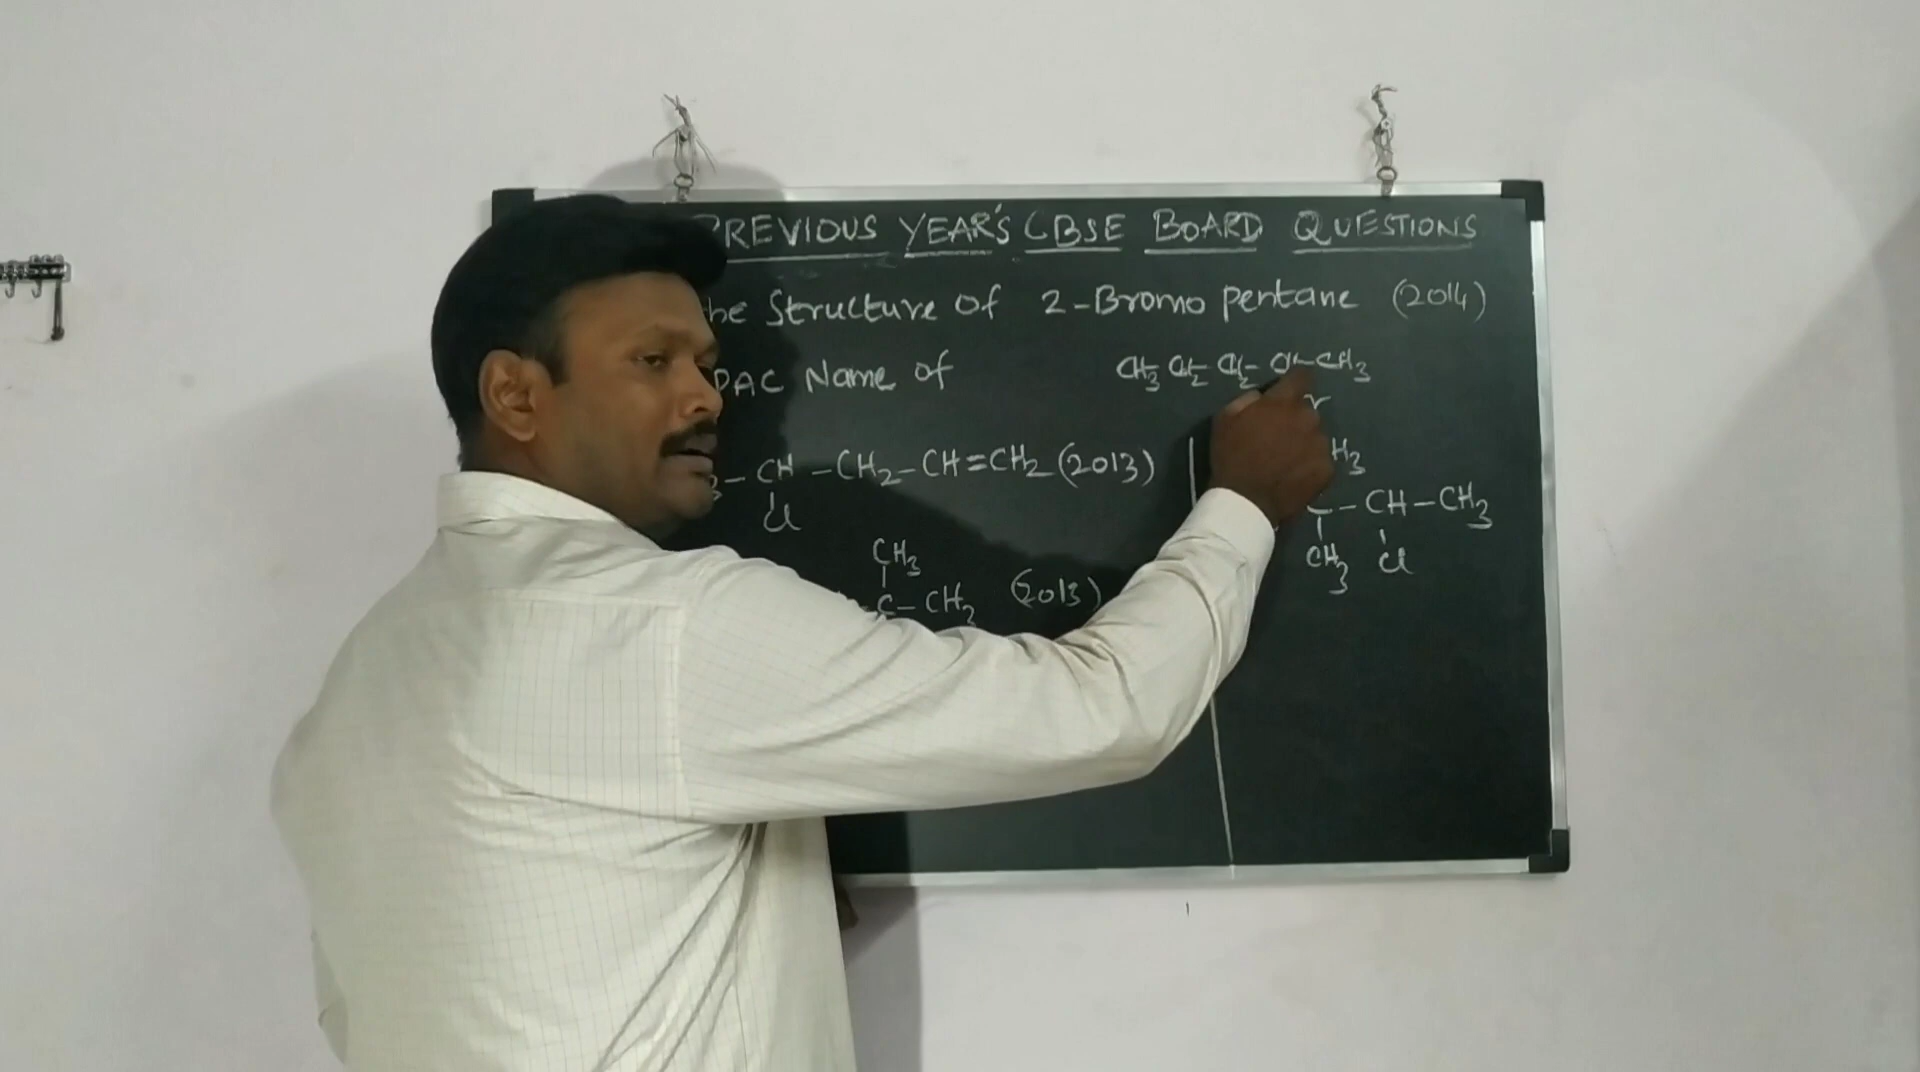 PREVIOUS YEAR'S CBSE BOARD QUESTIONS
the Structure of 2-Bromo pentane (2014)
PAC Name of
CH3 CH2 CH2- CH-CH3
r
3- CH -CH2-CH=CH2 (2013)
Cl
H3
C-CH-CH3
CH3 Cl
CH3
-C-CH2 (2013)